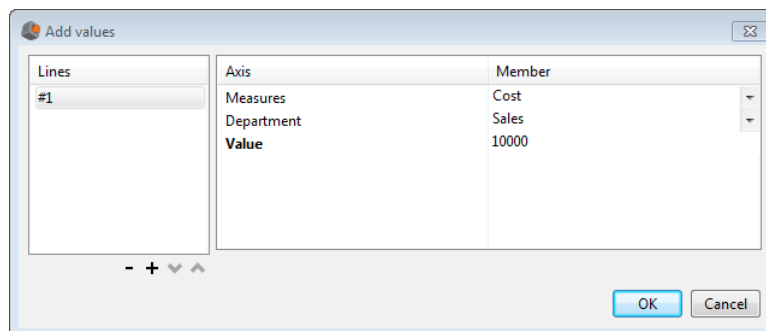 Add values
Lines
#1
Axis Member
Measures Cost
Department Sales
Value 10000
- +
OK Cancel